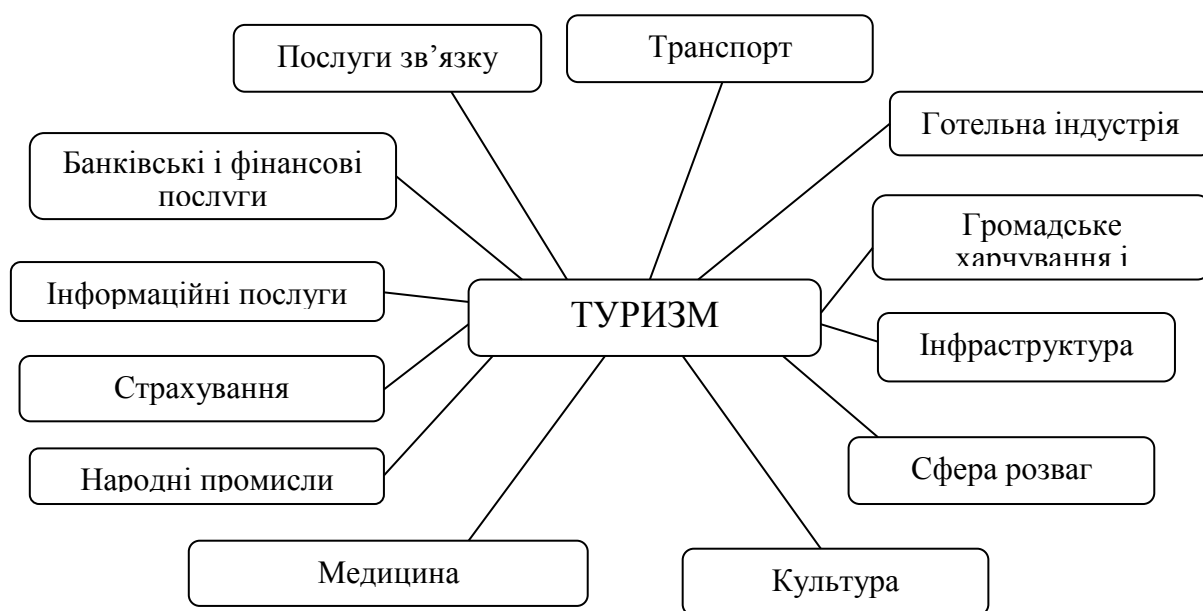 Послуги зв’язку
Транспорт
Готельна індустрія
Банківські і фінансові
послуги
Громадське
харчування і
Інформаційні послуги
ТУРИЗМ
Інфраструктура
Страхування
Народні промисли
Сфера розваг
Медицина
Культура